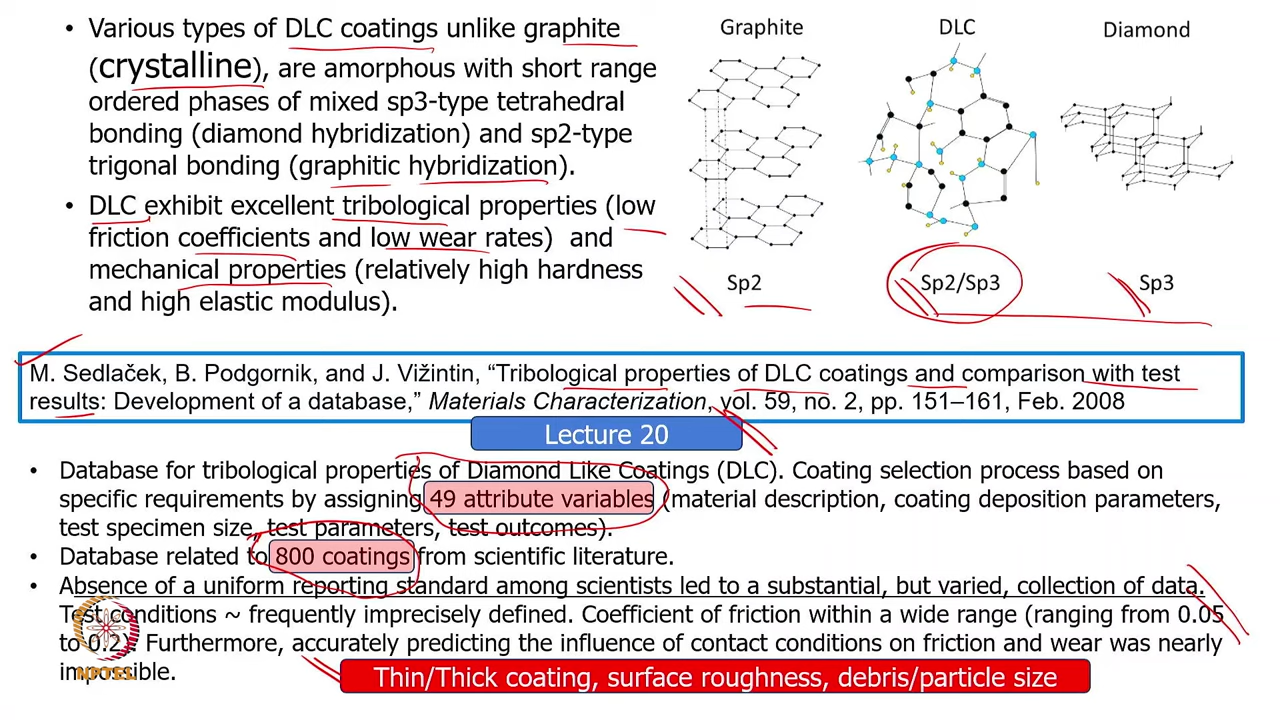 • Various types of DLC coatings unlike graphite
(crystalline), are amorphous with short range
ordered phases of mixed sp3-type tetrahedral
bonding (diamond hybridization) and sp2-type
trigonal bonding (graphitic hybridization).
• DLC exhibit excellent tribological properties (low
friction coefficients and low wear rates) and
mechanical properties (relatively high hardness
and high elastic modulus).
Graphite DLC Diamond
Sp2 Sp2/Sp3 Sp3
M. Sedlaček, B. Podgornik, and J. Vižintin, “Tribological properties of DLC coatings and comparison with test
results: Development of a database,” Materials Characterization, vol. 59, no. 2, pp. 151–161, Feb. 2008
Lecture 20
• Database for tribological properties of Diamond Like Coatings (DLC). Coating selection process based on
specific requirements by assigning 49 attribute variables (material description, coating deposition parameters,
test specimen size, test parameters, test outcomes).
• Database related to 800 coatings from scientific literature.
• Absence of a uniform reporting standard among scientists led to a substantial, but varied, collection of data.
Test conditions ~ frequently imprecisely defined. Coefficient of friction within a wide range (ranging from 0.05
to 0.2). Furthermore, accurately predicting the influence of contact conditions on friction and wear was nearly
impossible.
NPTEL
Thin/Thick coating, surface roughness, debris/particle size